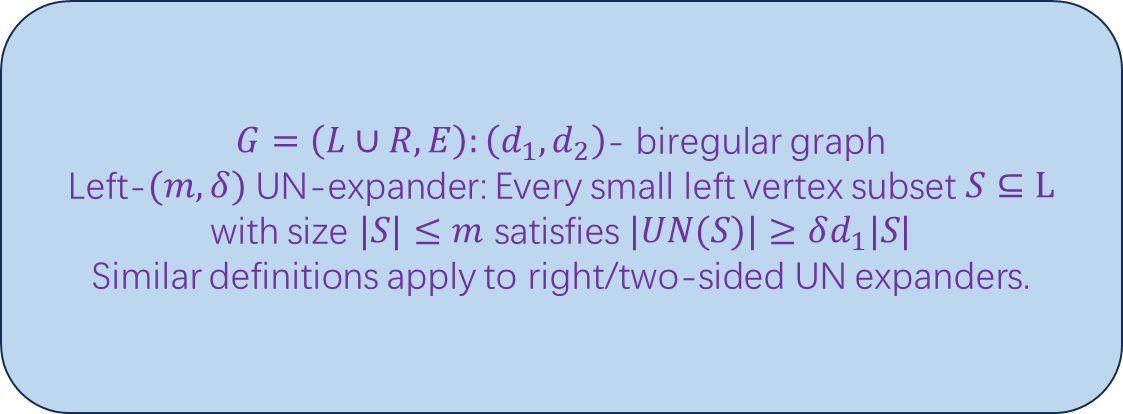 G = (L ∪ R, E): (d₁, d₂)- biregular graph
Left-(m, δ) UN-expander: Every small left vertex subset S ⊆ L
with size |S| ≤ m satisfies |UN(S)| ≥ δd₁|S|
Similar definitions apply to right/two-sided UN expanders.